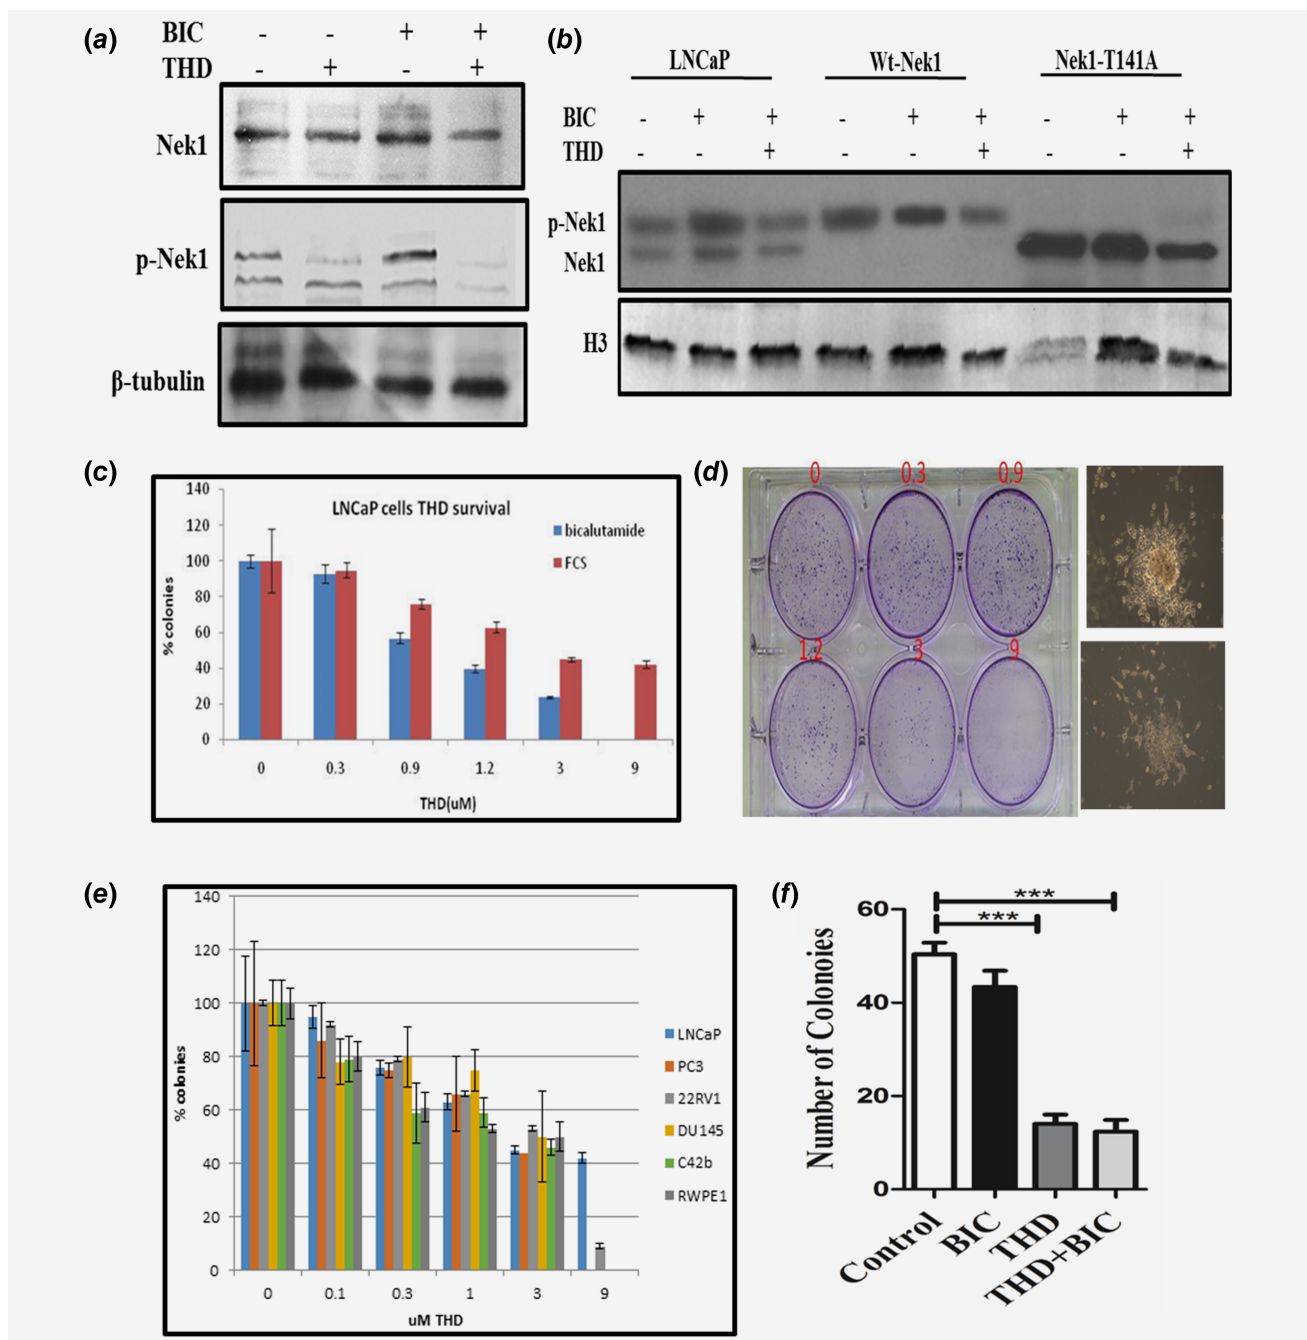 (a)
BIC - - + +
THD - + - +
Nek1
p-Nek1
β-tubulin
(b)
LNCaP Wt-Nek1 Nek1-T141A
BIC - + + - + + - + +
THD - - + - - + - - +
p-Nek1
Nek1
H3
(c)
LNCaP cells THD survival
bicalutamide
FCS
% colonies
140
120
100
80
60
40
20
0
0 0.3 0.9 1.2 3 9
THD(uM)
(d)
0 0.3 0.9
1.2 3 9
(e)
% colonies
140
120
100
80
60
40
20
0
0 0.1 0.3 1 3 9
uM THD
LNCaP
PC3
22RV1
DU145
C42b
RWPE1
(f)
***
***
Number of Colonoies
60
40
20
0
Control BIC THD THD+BIC